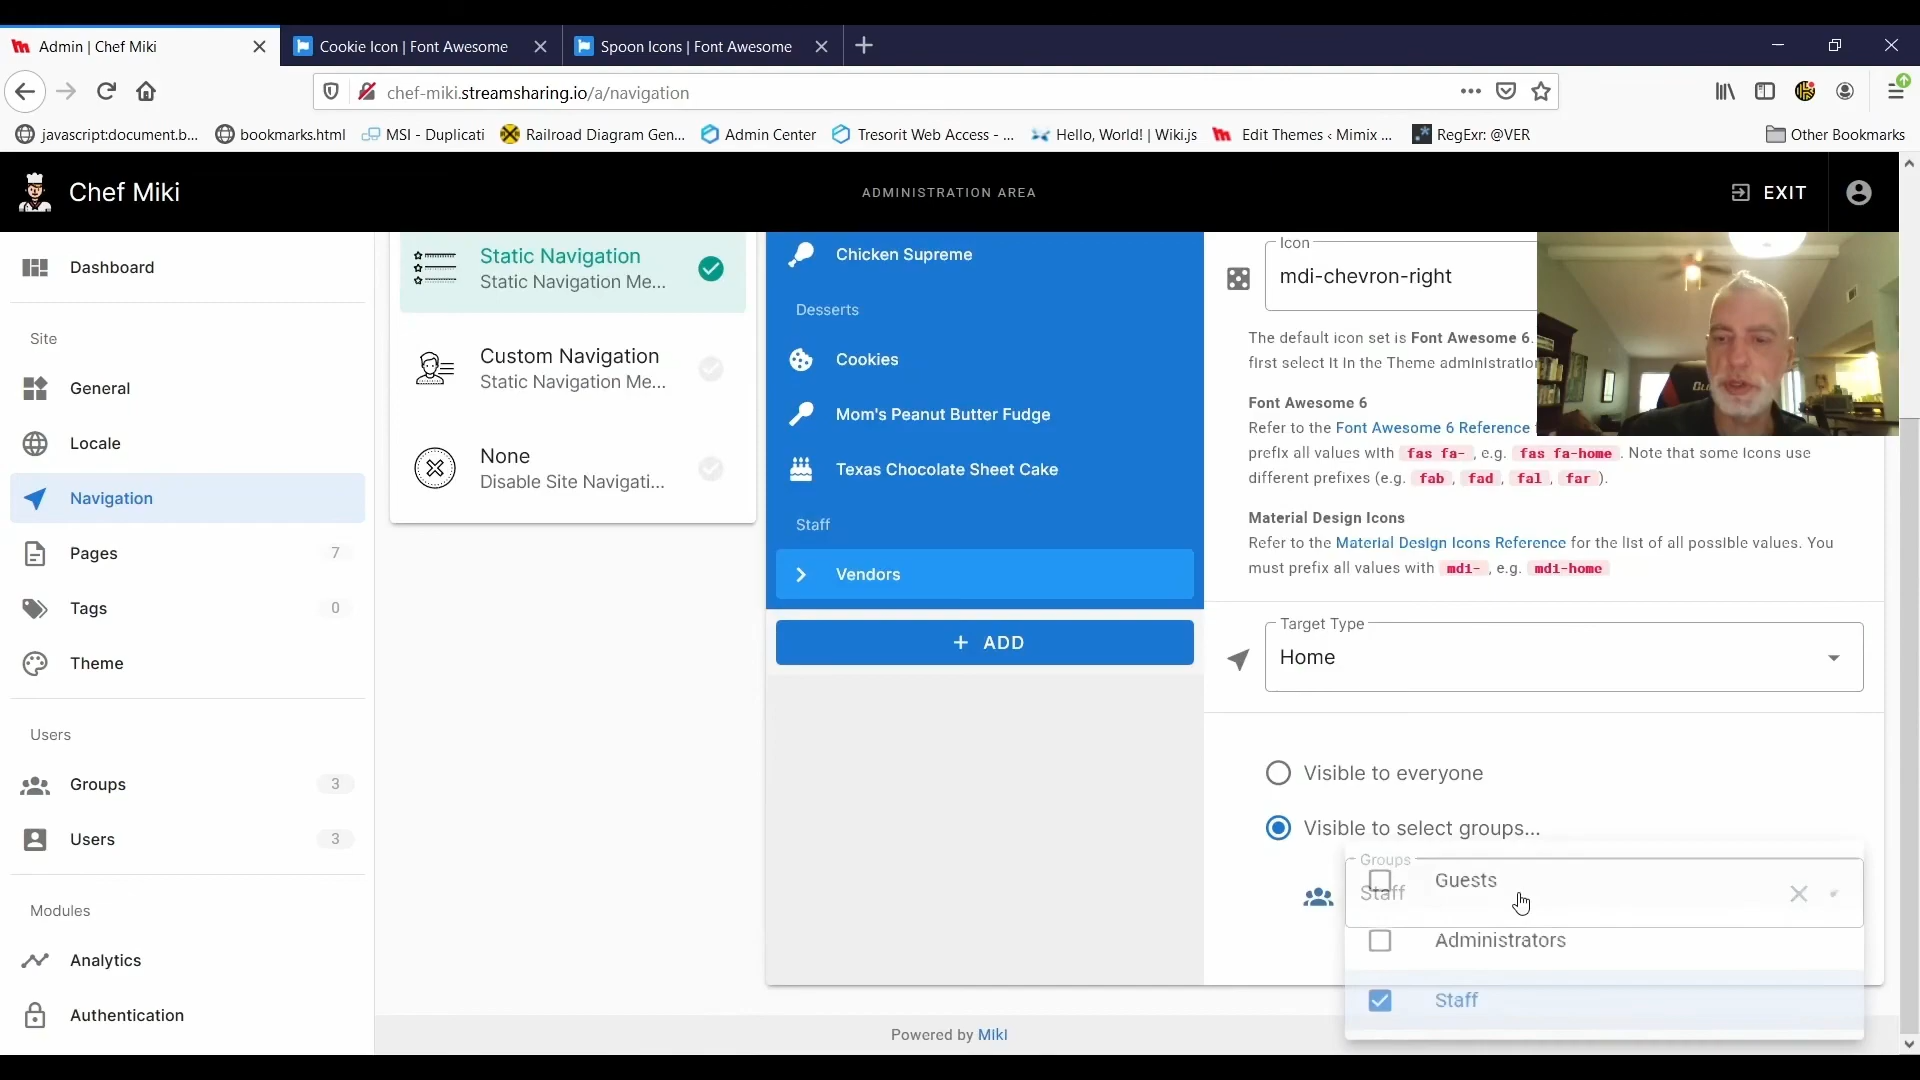 Admin | Chef Miki
Cookie Icon | Font Awesome
Spoon Icons | Font Awesome
chef-miki.streamsharing.io/a/navigation
javascript:document.b...
bookmarks.html
MSI - Duplicati
Railroad Diagram Gen...
Admin Center
Tresorit Web Access - ...
Hello, World! | Wiki.js
Edit Themes ‹ Mimix ...
RegExr: @VER
Other Bookmarks
Chef Miki
ADMINISTRATION AREA
EXIT
Dashboard
Site
General
Locale
Navigation
Pages 7
Tags 0
Theme
Users
Groups 3
Users 3
Modules
Analytics
Authentication
Static Navigation
Static Navigation Me...
Custom Navigation
Static Navigation Me...
None
Disable Site Navigati...
Chicken Supreme
Desserts
Cookies
Mom's Peanut Butter Fudge
Texas Chocolate Sheet Cake
Staff
Vendors
+ ADD
Icon
mdi-chevron-right
The default icon set is Font Awesome 6.
first select it in the Theme administration
Font Awesome 6
Refer to the Font Awesome 6 Reference
prefix all values with fas fa- , e.g. fas fa-home . Note that some icons use
different prefixes (e.g. fab , fad , fal , far ).
Material Design Icons
Refer to the Material Design Icons Reference for the list of all possible values. You
must prefix all values with mdi- , e.g. mdi-home
Target Type
Home
Visible to everyone
Visible to select groups...
Groups
Staff
Guests
Administrators
Staff
Powered by Miki